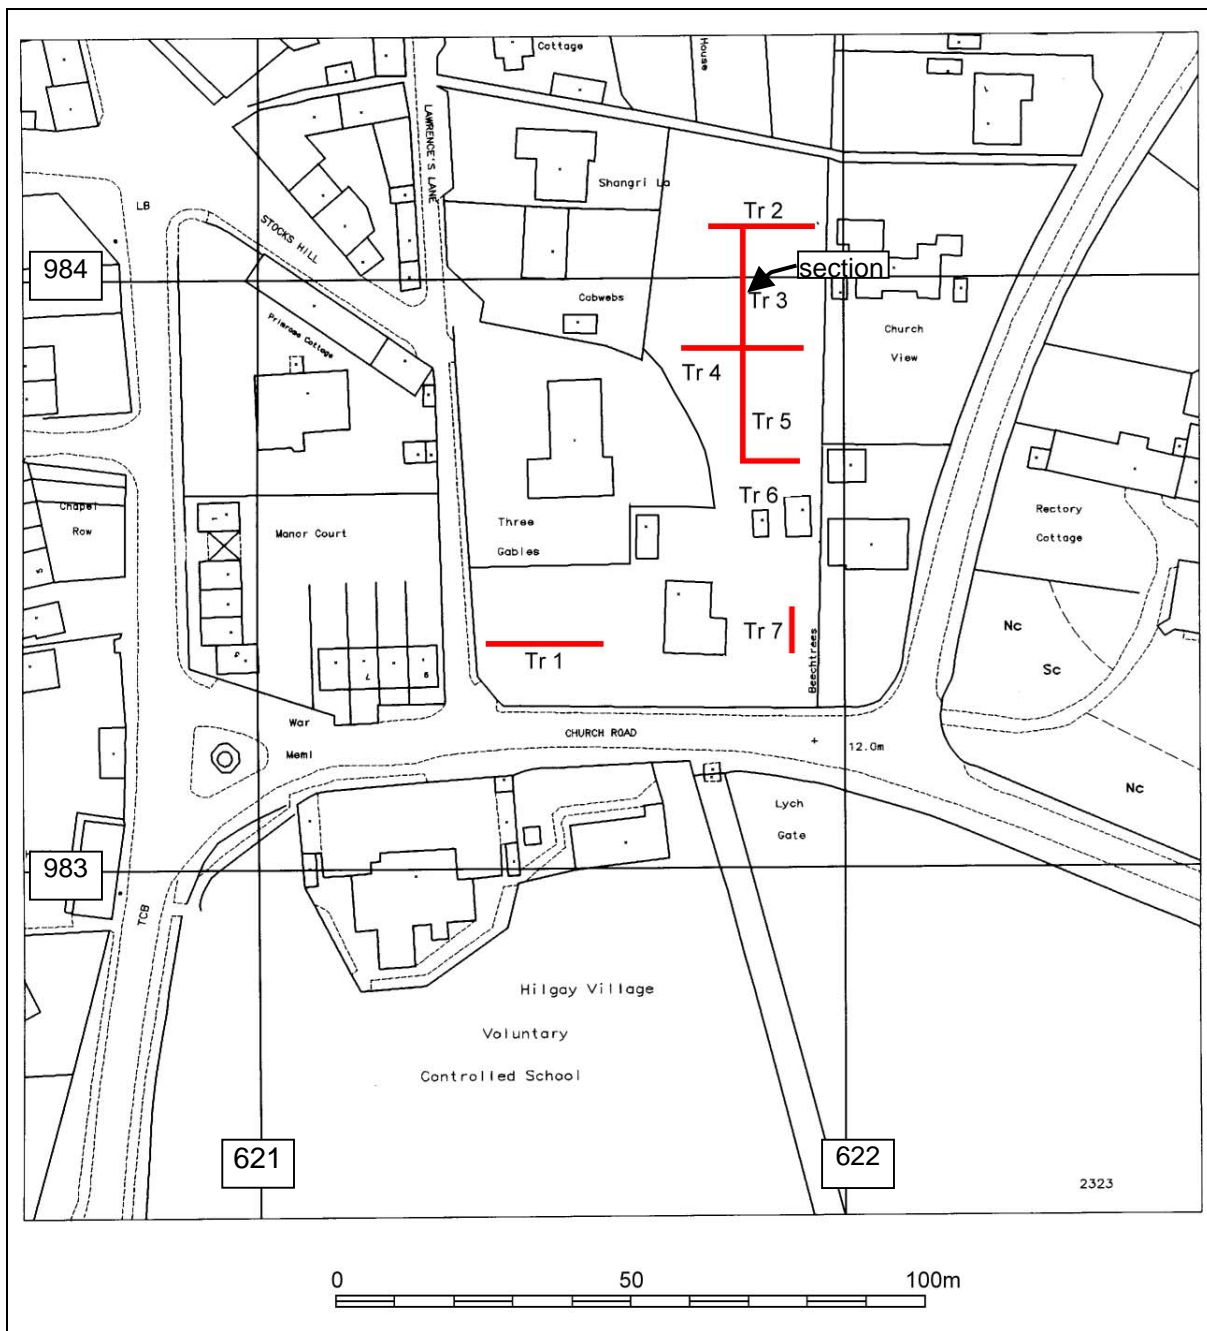 Cottage
House
LAWRENCE'S LANE
Shangri La
LB
STOCKS HILL
Tr 2
984
section
Cobwebs
Tr 3
Primrose Cottage
Church
View
Tr 4
Tr 5
Chapel
Row
Manor Court
Three
Gables
Tr 6
Rectory
Cottage
Nc
Sc
Tr 7
Tr 1
Beechtrees
War
Meml
CHURCH ROAD
12.0m
Nc
Lych
Gate
983
TCB
Hilgay Village
Voluntary
Controlled School
621
622
2323
0 50 100m